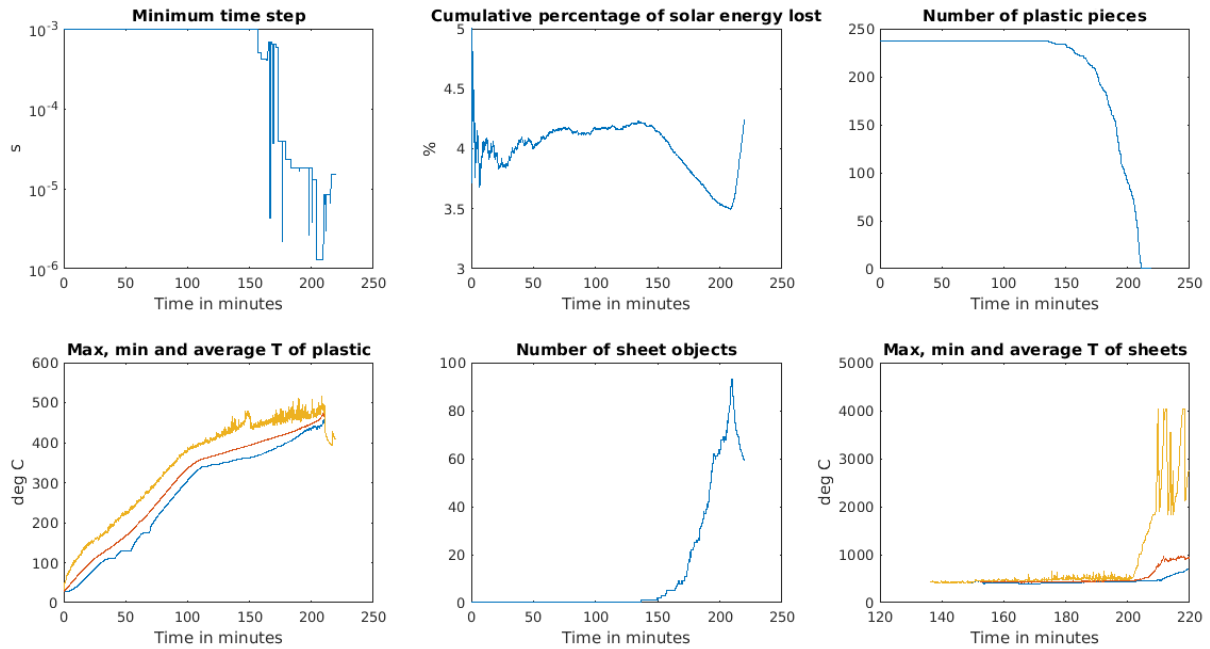 Minimum time step
10^-3
10^-4
10^-5
10^-6
s
0 50 100 150 200 250
Time in minutes
Cumulative percentage of solar energy lost
5
4.5
4
3.5
3
%
0 50 100 150 200 250
Time in minutes
Number of plastic pieces
250
200
150
100
50
0
0 50 100 150 200 250
Time in minutes
Max, min and average T of plastic
600
500
400
300
200
100
0
deg C
0 50 100 150 200 250
Time in minutes
Number of sheet objects
100
80
60
40
20
0
0 50 100 150 200 250
Time in minutes
Max, min and average T of sheets
5000
4000
3000
2000
1000
0
deg C
120 140 160 180 200 220
Time in minutes